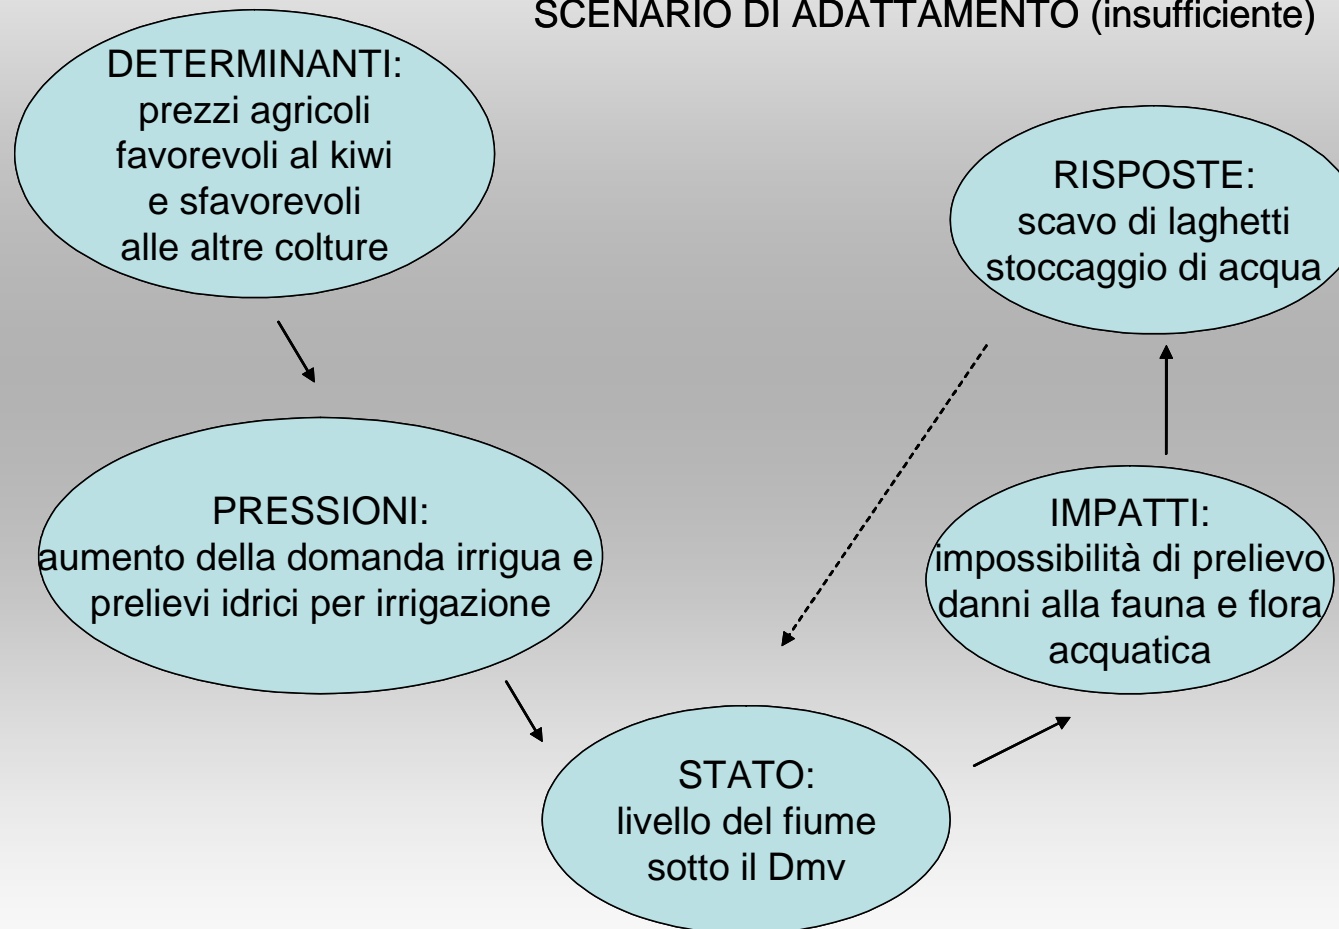 SCENARIO DI ADATTAMENTO (insufficiente)
DETERMINANTI:
prezzi agricoli
favorevoli al kiwi
e sfavorevoli
alle altre colture
RISPOSTE:
scavo di laghetti
stoccaggio di acqua
PRESSIONI:
aumento della domanda irrigua e
prelievi idrici per irrigazione
IMPATTI:
impossibilità di prelievo
danni alla fauna e flora
acquatica
STATO:
livello del fiume
sotto il Dmv